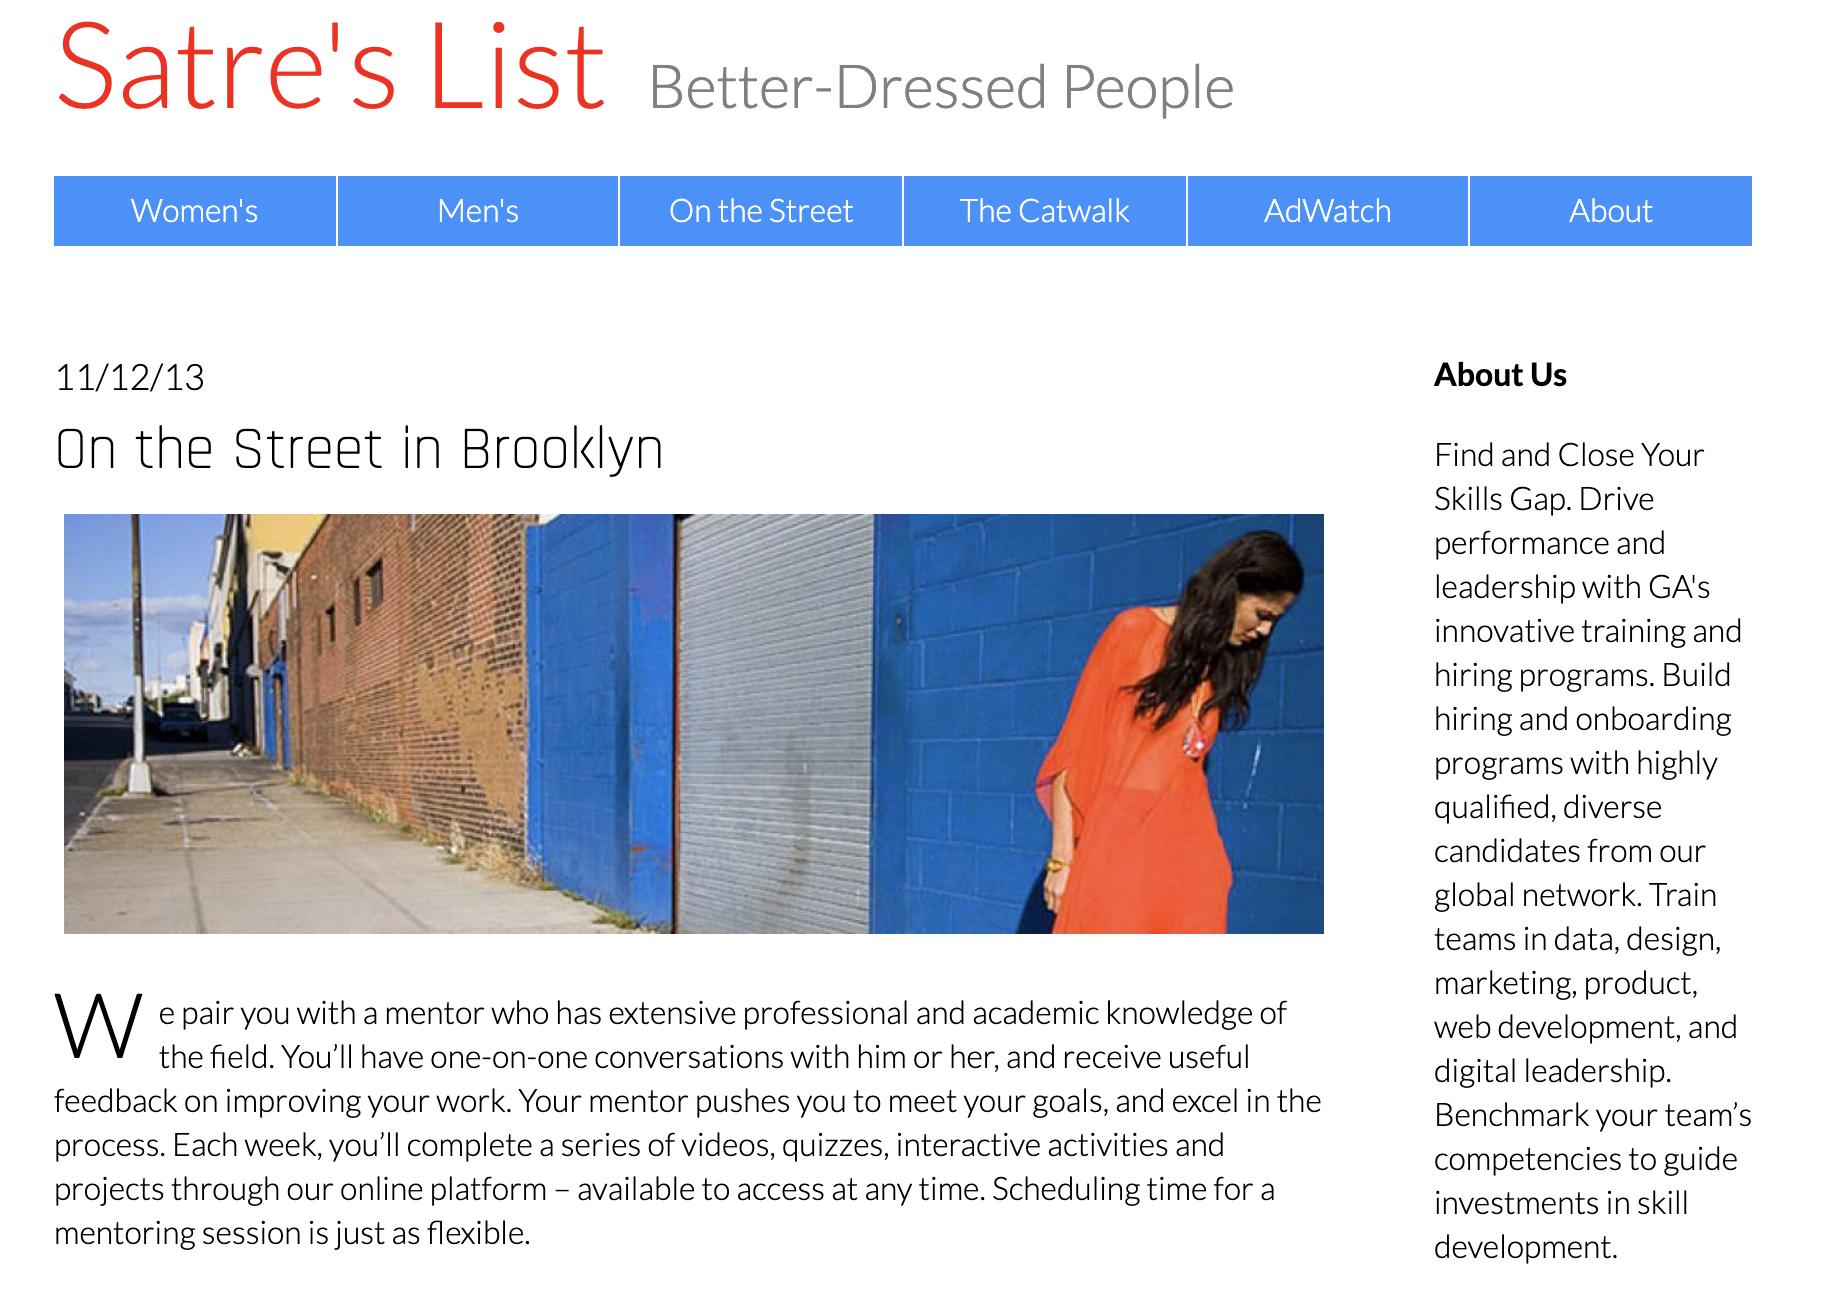 Satre's List Better-Dressed People
Women's Men's On the Street The Catwalk AdWatch About
11/12/13
On the Street in Brooklyn
We pair you with a mentor who has extensive professional and academic knowledge of
the field. You’ll have one-on-one conversations with him or her, and receive useful
feedback on improving your work. Your mentor pushes you to meet your goals, and excel in the
process. Each week, you’ll complete a series of videos, quizzes, interactive activities and
projects through our online platform – available to access at any time. Scheduling time for a
mentoring session is just as flexible.
About Us
Find and Close Your
Skills Gap. Drive
performance and
leadership with GA's
innovative training and
hiring programs. Build
hiring and onboarding
programs with highly
qualified, diverse
candidates from our
global network. Train
teams in data, design,
marketing, product,
web development, and
digital leadership.
Benchmark your team’s
competencies to guide
investments in skill
development.